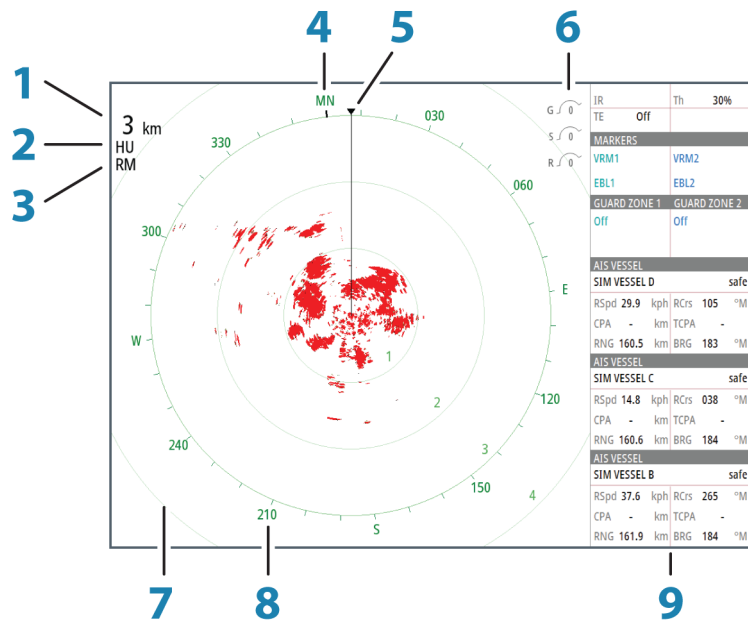 4 5 6
1
2
3
3 km
HU
RM
MN
030
060
E
120
150
S
210
240
W
300
330
1
2
3
4
G 0
S 0
R 0
IR Th 30%
TE Off
MARKERS
VRM1 VRM2
EBL1 EBL2
GUARD ZONE 1 GUARD ZONE 2
Off Off
AIS VESSEL
SIM VESSEL D safe
RSpd 29.9 kph RCrs 105 °M
CPA - km TCPA -
RNG 160.5 km BRG 183 °M
AIS VESSEL
SIM VESSEL C safe
RSpd 14.8 kph RCrs 038 °M
CPA - km TCPA -
RNG 160.6 km BRG 184 °M
AIS VESSEL
SIM VESSEL B safe
RSpd 37.6 kph RCrs 265 °M
CPA - km TCPA -
RNG 161.9 km BRG 184 °M
7 8 9